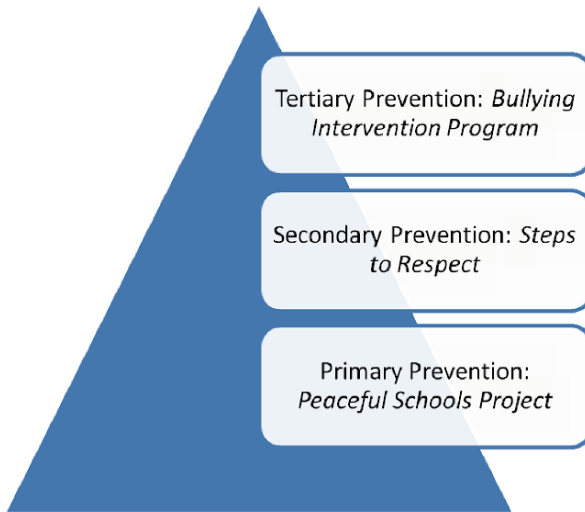 Tertiary Prevention: Bullying
Intervention Program
Secondary Prevention: Steps
to Respect
Primary Prevention:
Peaceful Schools Project